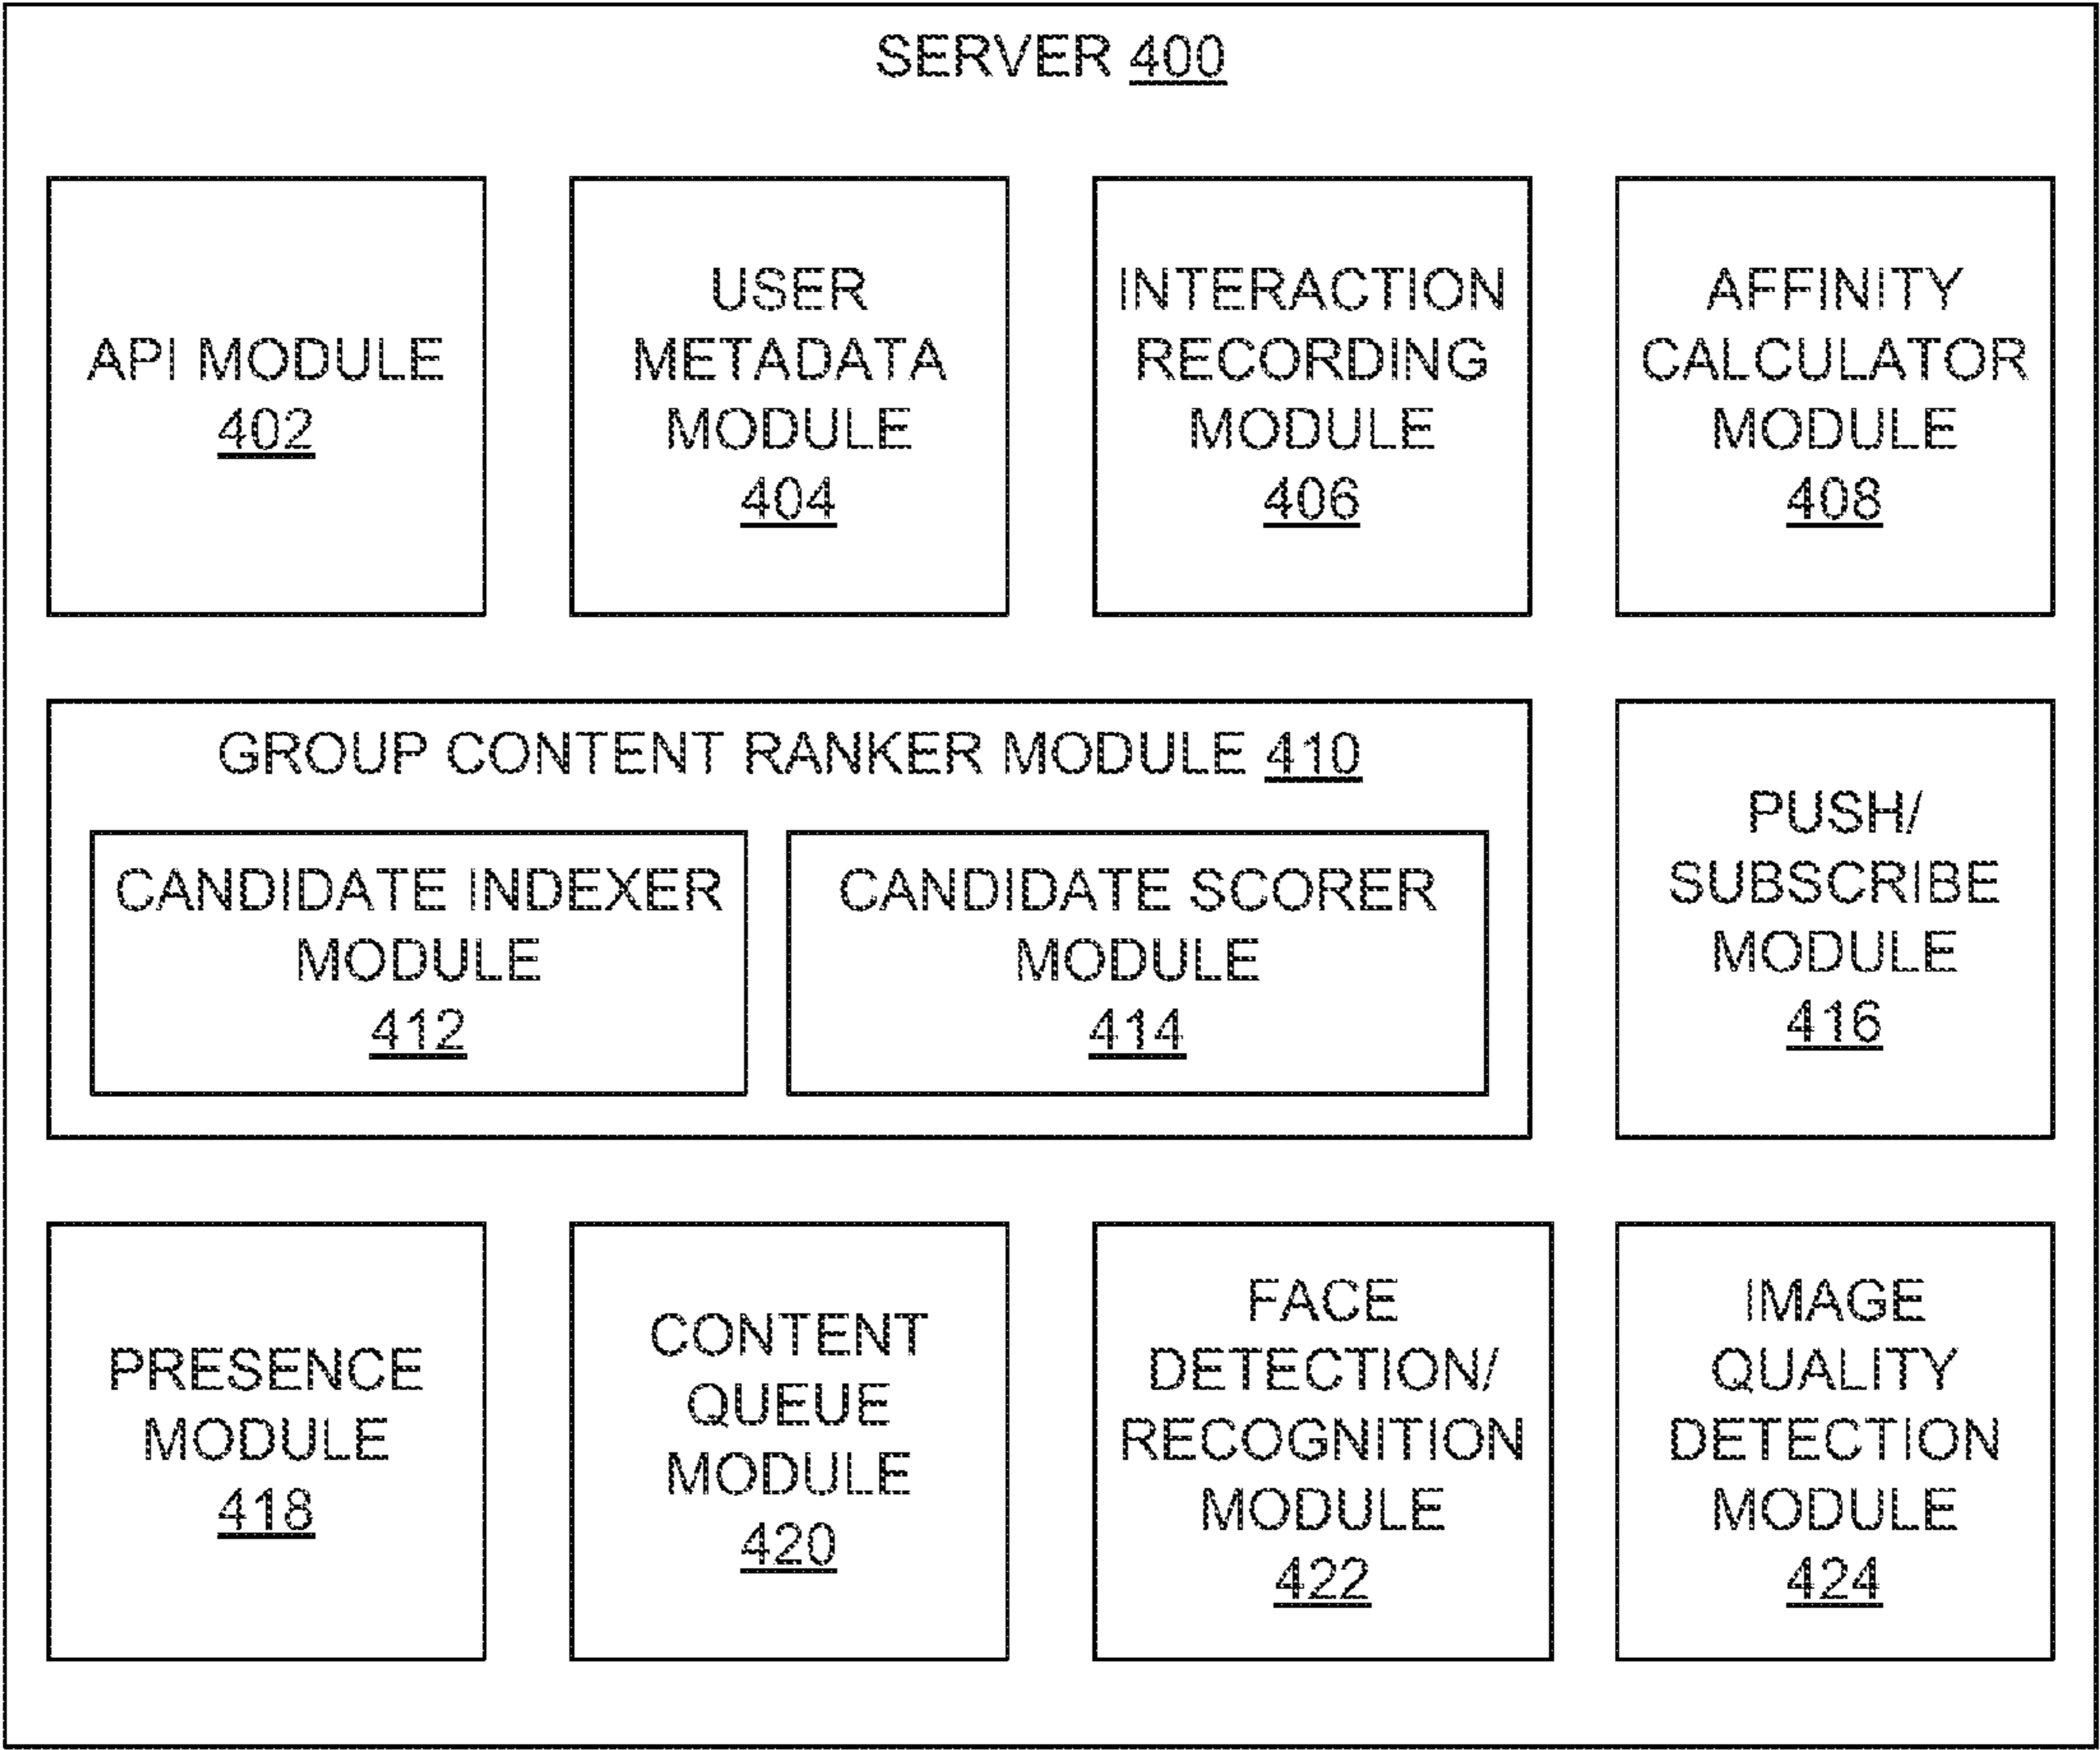 SERVER 400
API MODULE
402
USER
METADATA
MODULE
404
INTERACTION
RECORDING
MODULE
406
AFFINITY
CALCULATOR
MODULE
408
GROUP CONTENT RANKER MODULE 410
CANDIDATE INDEXER
MODULE
412
CANDIDATE SCORER
MODULE
414
PUSH/
SUBSCRIBE
MODULE
416
PRESENCE
MODULE
418
CONTENT
QUEUE
MODULE
420
FACE
DETECTION/
RECOGNITION
MODULE
422
IMAGE
QUALITY
DETECTION
MODULE
424